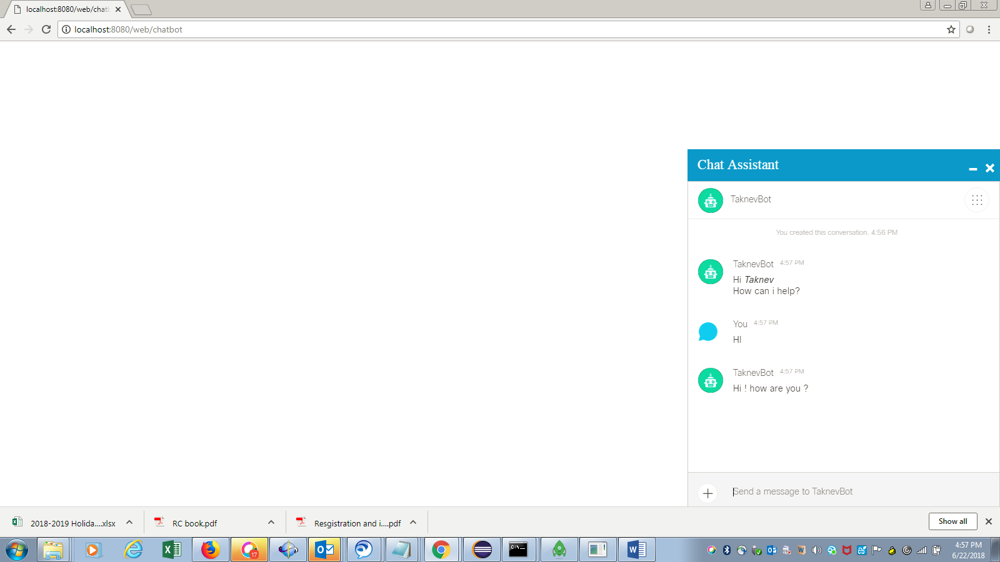 localhost:8080/web/chatl
localhost:8080/web/chatbot
Chat Assistant
TaknevBot
You created this conversation. 4:56 PM
TaknevBot 4:57 PM
Hi Taknev
How can i help?
You 4:57 PM
HI
TaknevBot 4:57 PM
Hi ! how are you ?
Send a message to TaknevBot
2018-2019 Holida....xlsx
RC book.pdf
Resgistration and i....pdf
Show all
17
C:\_
4:57 PM
6/22/2018